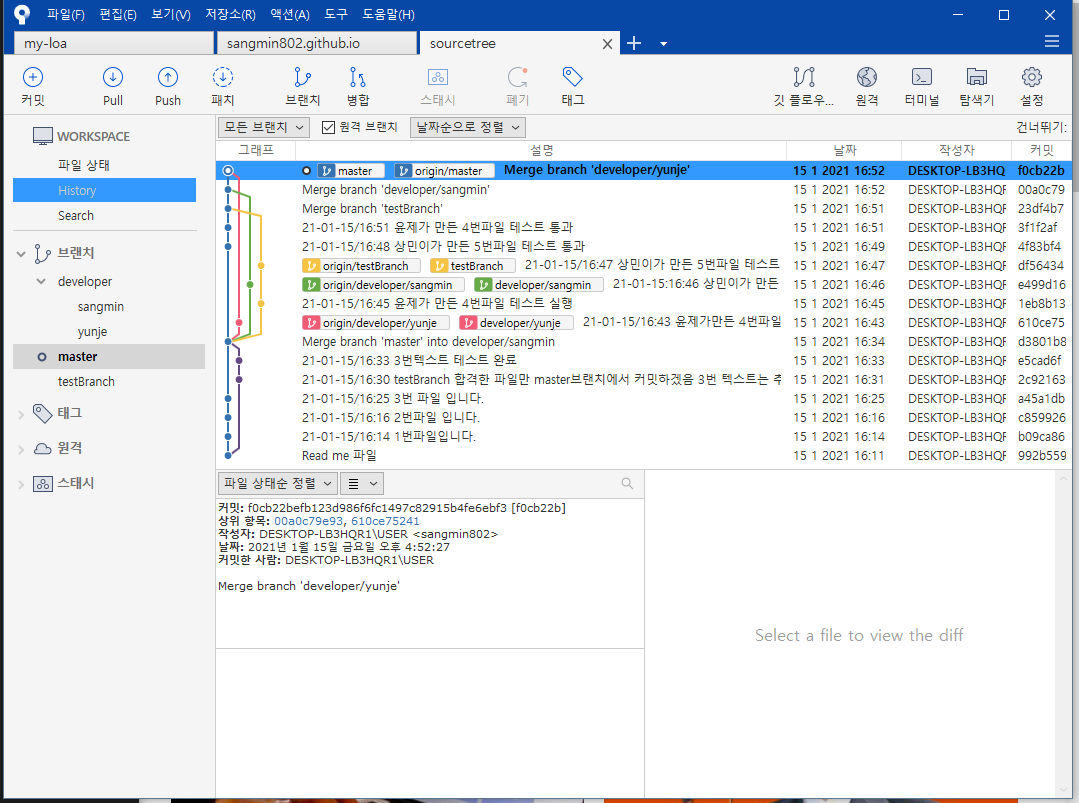 파일(F) 편집(E) 보기(V) 저장소(R) 액션(A) 도구 도움말(H)
my-loa sangmin802.github.io sourcetree
커밋 Pull Push 패치 브랜치 병합 스태시 폐기 태그 깃 플로우... 원격 터미널 탐색기 설정
WORKSPACE
파일 상태
History
Search
브랜치
developer
sangmin
yunje
master
testBranch
태그
원격
스태시
모든 브랜치 원격 브랜치 날짜순으로 정렬 건너뛰기:
그래프 설명 날짜 작성자 커밋
master origin/master Merge branch 'developer/yunje' 15 1 2021 16:52 DESKTOP-LB3HQ f0cb22b
Merge branch 'developer/sangmin' 15 1 2021 16:52 DESKTOP-LB3HQF 00a0c79
Merge branch 'testBranch' 15 1 2021 16:51 DESKTOP-LB3HQF 23df4b7
21-01-15/16:51 윤제가 만든 4번파일 테스트 통과 15 1 2021 16:51 DESKTOP-LB3HQF 3f1f2af
21-01-15/16:48 상민이가 만든 5번파일 테스트 통과 15 1 2021 16:49 DESKTOP-LB3HQF 4f83bf4
origin/testBranch testBranch 21-01-15/16:47 상민이가 만든 5번파일 테스트 15 1 2021 16:47 DESKTOP-LB3HQF df56434
origin/developer/sangmin developer/sangmin 21-01-15:16:46 상민이가 만든 15 1 2021 16:46 DESKTOP-LB3HQF e499d16
21-01-15/16:45 윤제가 만든 4번파일 테스트 실행 15 1 2021 16:45 DESKTOP-LB3HQF 1eb8b13
origin/developer/yunje developer/yunje 21-01-15/16:43 윤제가만든 4번파일 15 1 2021 16:43 DESKTOP-LB3HQF 610ce75
Merge branch 'master' into developer/sangmin 15 1 2021 16:34 DESKTOP-LB3HQF d3801b8
21-01-15/16:33 3번텍스트 테스트 완료 15 1 2021 16:33 DESKTOP-LB3HQF e5cad6f
21-01-15/16:30 testBranch 합격한 파일만 master브랜치에서 커밋하겠음 3번 텍스트는 추 15 1 2021 16:31 DESKTOP-LB3HQF 2c92163
21-01-15/16:25 3번 파일 입니다. 15 1 2021 16:25 DESKTOP-LB3HQF a45a1db
21-01-15/16:16 2번파일 입니다. 15 1 2021 16:16 DESKTOP-LB3HQF c859926
21-01-15/16:14 1번파일입니다. 15 1 2021 16:14 DESKTOP-LB3HQF b09ca86
Read me 파일 15 1 2021 16:11 DESKTOP-LB3HQF 992b559
파일 상태순 정렬
커밋: f0cb22befb123d986f6fc1497c82915b4fe6ebf3 [f0cb22b]
상위 항목: 00a0c79e93, 610ce75241
작성자: DESKTOP-LB3HQR1\USER <sangmin802>
날짜: 2021년 1월 15일 금요일 오후 4:52:27
커밋한 사람: DESKTOP-LB3HQR1\USER
Merge branch 'developer/yunje'
Select a file to view the diff